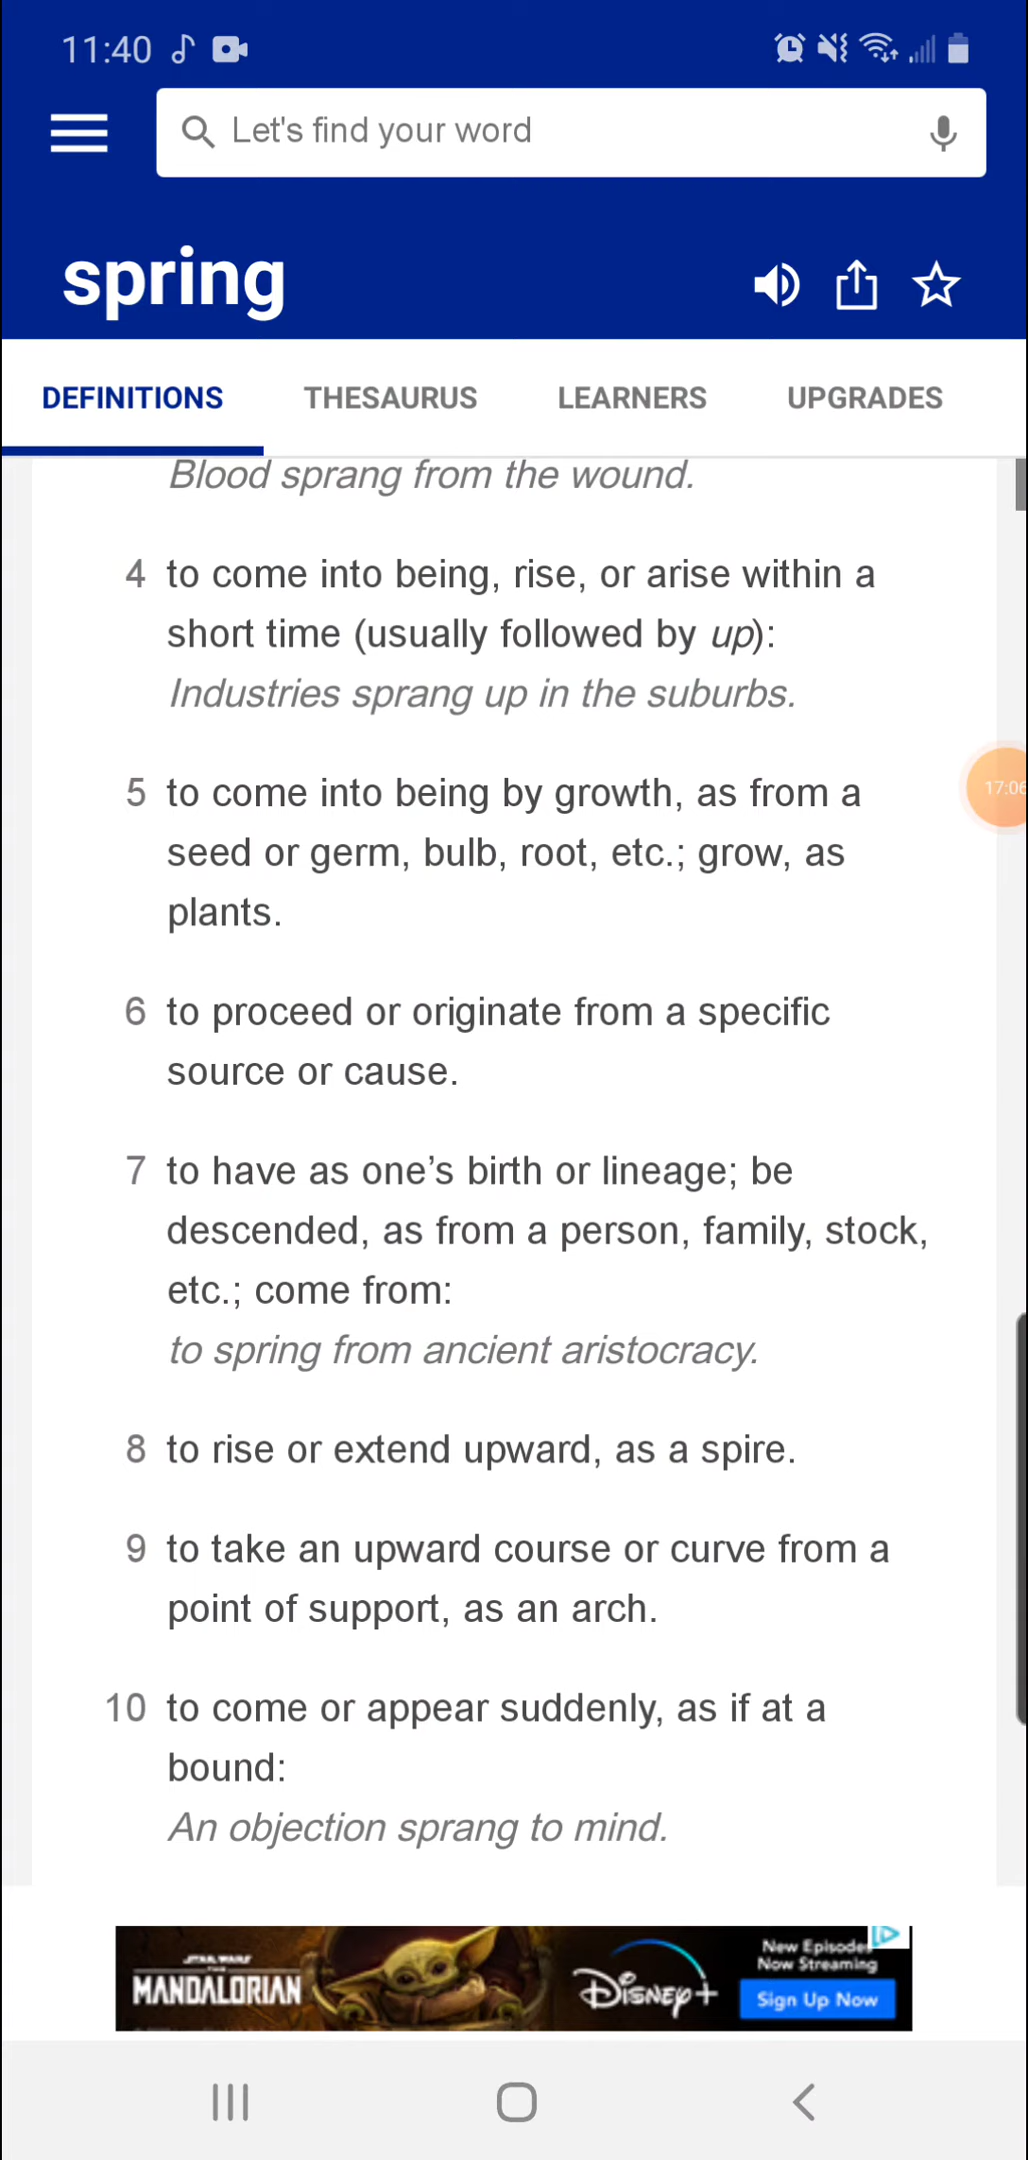 11:40
Let's find your word
spring
DEFINITIONS THESAURUS LEARNERS UPGRADES
Blood sprang from the wound.
4 to come into being, rise, or arise within a
short time (usually followed by up):
Industries sprang up in the suburbs.
5 to come into being by growth, as from a
seed or germ, bulb, root, etc.; grow, as
plants.
17:06
6 to proceed or originate from a specific
source or cause.
7 to have as one’s birth or lineage; be
descended, as from a person, family, stock,
etc.; come from:
to spring from ancient aristocracy.
8 to rise or extend upward, as a spire.
9 to take an upward course or curve from a
point of support, as an arch.
10 to come or appear suddenly, as if at a
bound:
An objection sprang to mind.
STAR WARS
THE
MANDALORIAN
Disney+
New Episodes
Now Streaming
Sign Up Now